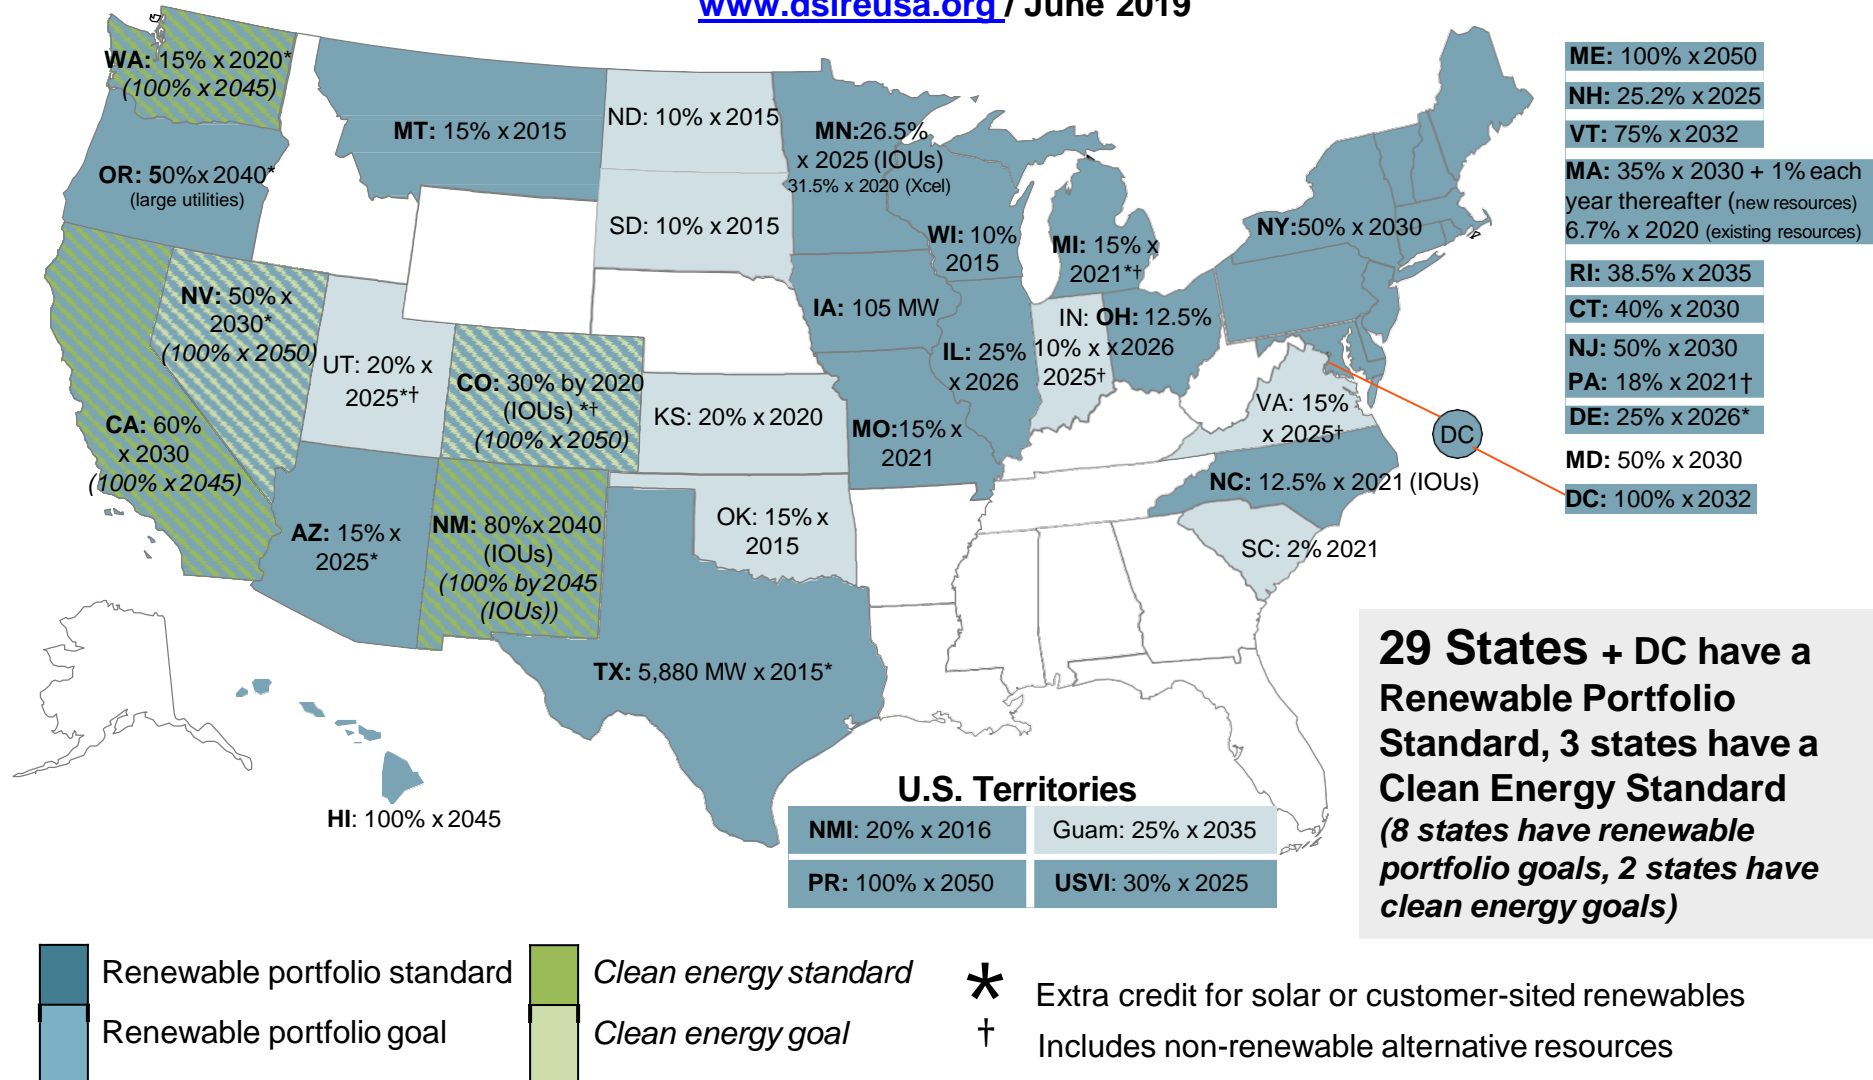 www.dsireusa.org / June 2019
WA: 15% x 2020*
(100% x 2045)
OR: 50%x 2040*
(large utilities)
MT: 15% x 2015
ND: 10% x 2015
SD: 10% x 2015
MN:26.5%
x 2025 (IOUs)
31.5% x 2020 (Xcel)
WI: 10%
2015
MI: 15% x
2021*†
NY:50% x 2030
NV: 50% x
2030*
(100% x 2050)
UT: 20% x
2025*†
CO: 30% by 2020
(IOUs) *†
(100% x 2050)
CA: 60%
x 2030
(100% x 2045)
KS: 20% x 2020
IA: 105 MW
IL: 25%
x 2026
IN:
10% x
2025†
OH: 12.5%
x 2026
MO:15% x
2021
VA: 15%
x 2025†
DC
NC: 12.5% x 2021 (IOUs)
SC: 2% 2021
AZ: 15% x
2025*
NM: 80%x 2040
(IOUs)
(100% by 2045
(IOUs))
OK: 15% x
2015
TX: 5,880 MW x 2015*
HI: 100% x 2045
ME: 100% x 2050
NH: 25.2% x 2025
VT: 75% x 2032
MA: 35% x 2030 + 1% each
year thereafter (new resources)
6.7% x 2020 (existing resources)
RI: 38.5% x 2035
CT: 40% x 2030
NJ: 50% x 2030
PA: 18% x 2021†
DE: 25% x 2026*
MD: 50% x 2030
DC: 100% x 2032
29 States + DC have a
Renewable Portfolio
Standard, 3 states have a
Clean Energy Standard
(8 states have renewable
portfolio goals, 2 states have
clean energy goals)
U.S. Territories
NMI: 20% x 2016
Guam: 25% x 2035
PR: 100% x 2050
USVI: 30% x 2025
Renewable portfolio standard
Renewable portfolio goal
Clean energy standard
Clean energy goal
* Extra credit for solar or customer-sited renewables
† Includes non-renewable alternative resources